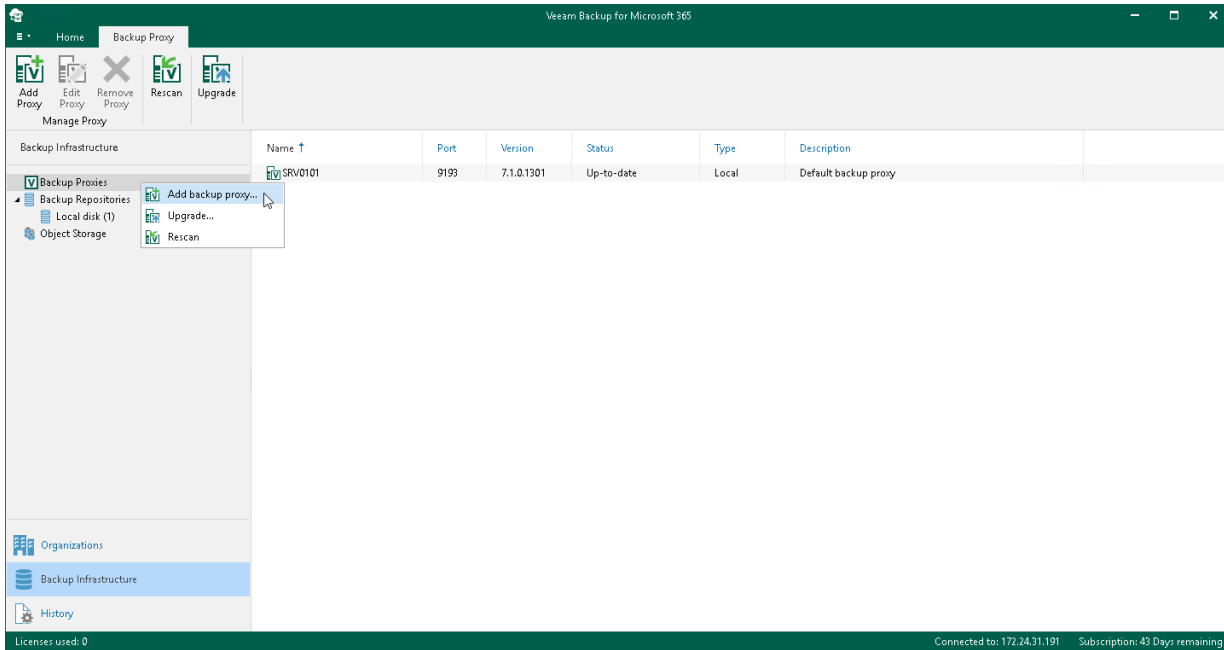 Veeam Backup for Microsoft 365
Home Backup Proxy
Add Proxy Edit Proxy Remove Proxy Rescan Upgrade
Manage Proxy
Backup Infrastructure
Name Port Version Status Type Description
SRV0101 9193 7.1.0.1301 Up-to-date Local Default backup proxy
Backup Proxies
Add backup proxy...
Backup Repositories
Upgrade...
Local disk (1)
Rescan
Object Storage
Organizations
Backup Infrastructure
History
Licenses used: 0 Connected to: 172.24.31.191 Subscription: 43 Days remaining